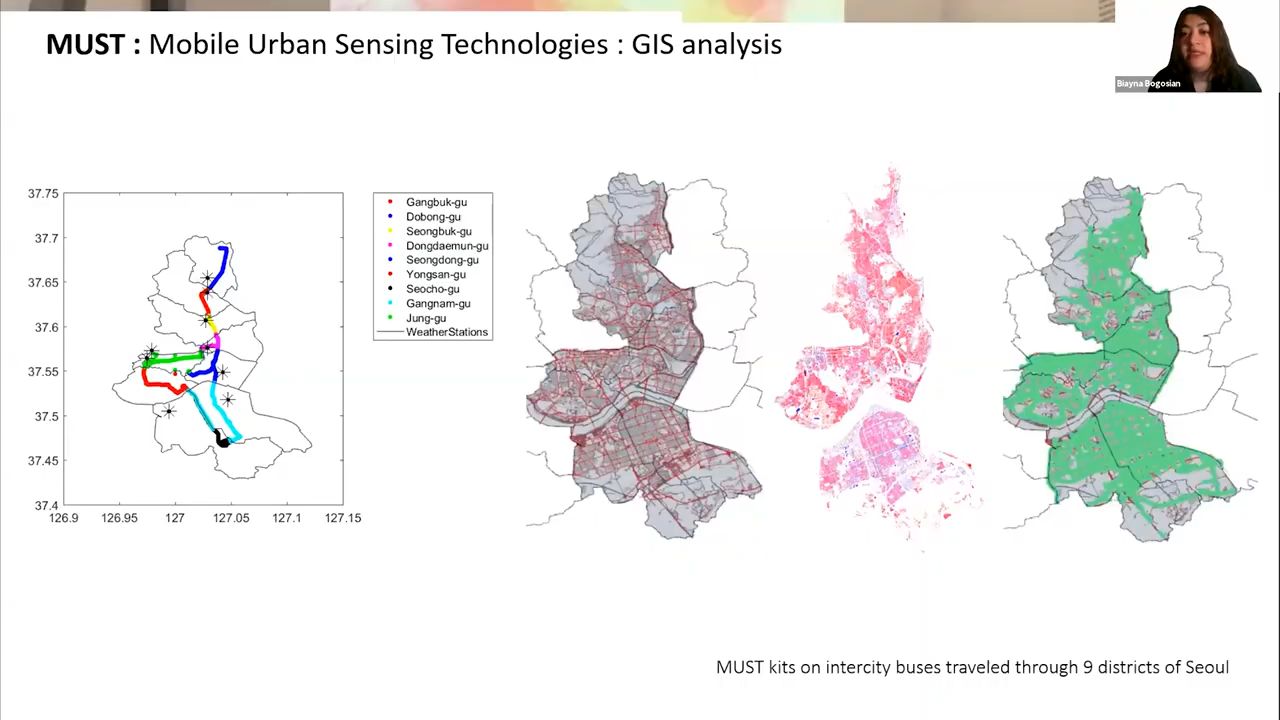 MUST : Mobile Urban Sensing Technologies : GIS analysis
Biayna Bogosian
37.75
37.7
37.65
37.6
37.55
37.5
37.45
37.4
126.9 126.95 127 127.05 127.1 127.15
Gangbuk-gu
Dobong-gu
Seongbuk-gu
Dongdaemun-gu
Seongdong-gu
Yongsan-gu
Seocho-gu
Gangnam-gu
Jung-gu
WeatherStations
MUST kits on intercity buses traveled through 9 districts of Seoul